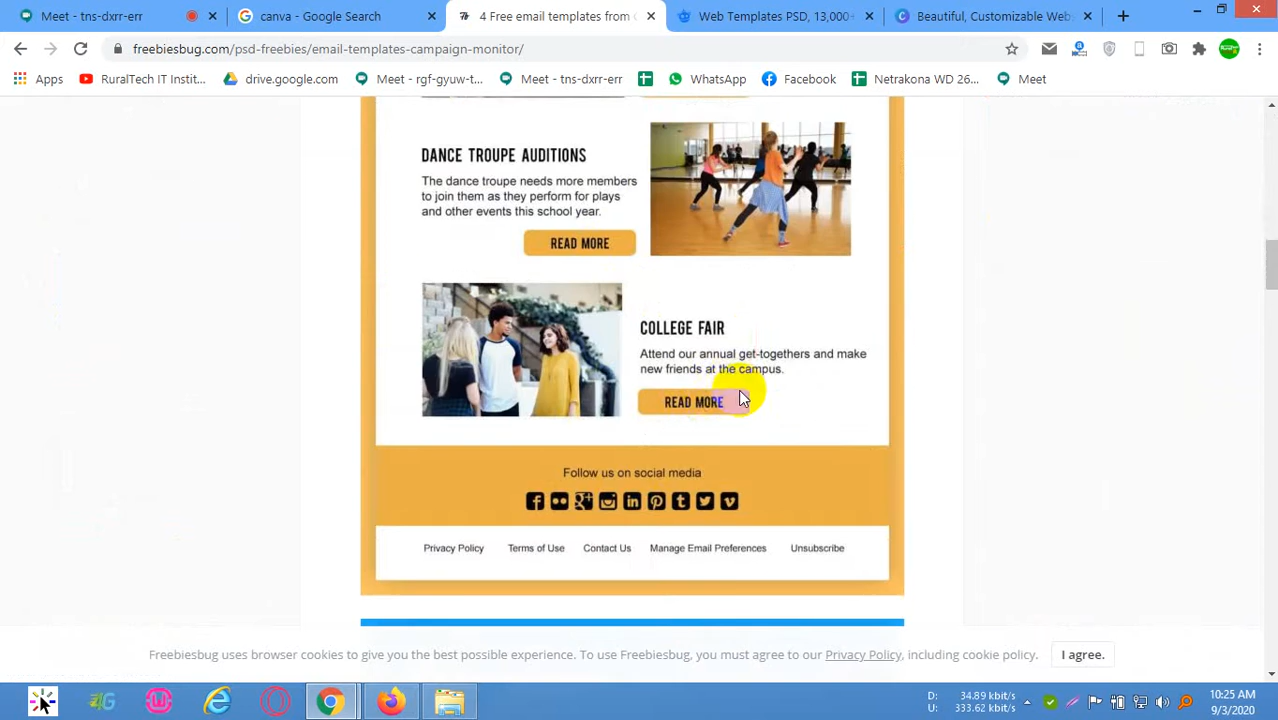 Meet - tns-dxrr-err
canva - Google Search
4 Free email templates from
Web Templates PSD, 13,000+
Beautiful, Customizable Web
freebiesbug.com/psd-freebies/email-templates-campaign-monitor/
Apps
RuralTech IT Instit...
drive.google.com
Meet - rgf-gyuw-t...
Meet - tns-dxrr-err
WhatsApp
Facebook
Netrakona WD 26...
Meet
DANCE TROUPE AUDITIONS
The dance troupe needs more members
to join them as they perform for plays
and other events this school year.
READ MORE
COLLEGE FAIR
Attend our annual get-togethers and make
new friends at the campus.
READ MORE
Follow us on social media
Privacy Policy
Terms of Use
Contact Us
Manage Email Preferences
Unsubscribe
Freebiesbug uses browser cookies to give you the best possible experience. To use Freebiesbug, you must agree to our Privacy Policy, including cookie policy.
I agree.
D: 34.89 kbit/s
U: 333.62 kbit/s
10:25 AM
9/3/2020